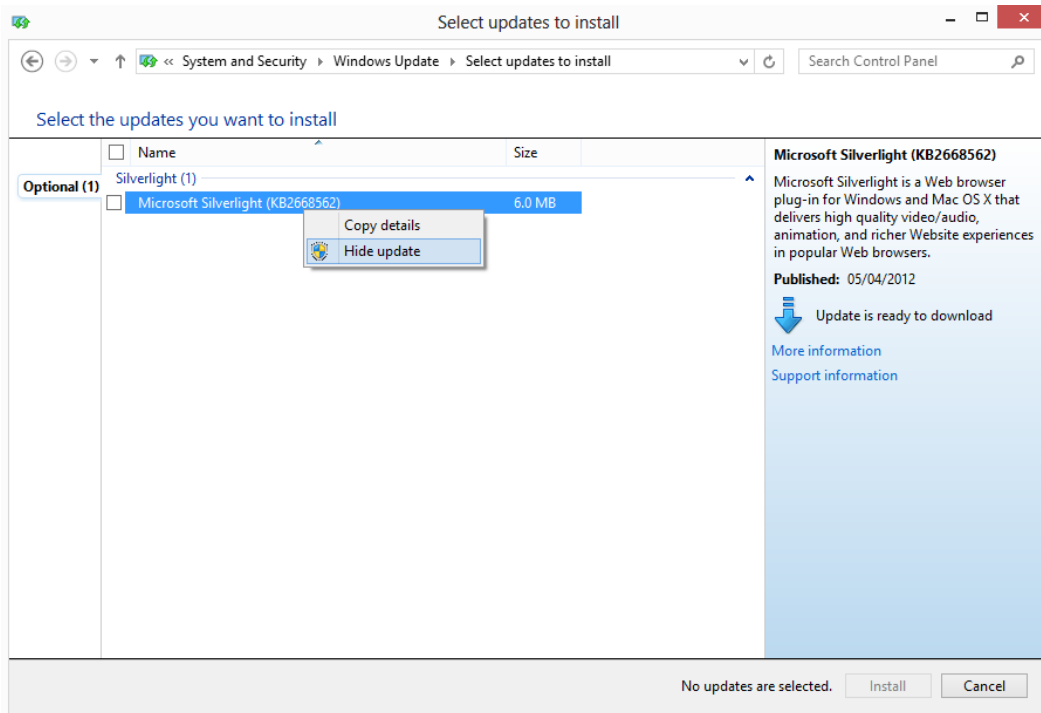 Select updates to install
« System and Security ▸ Windows Update ▸ Select updates to install
Search Control Panel
Select the updates you want to install
Name Size
Optional (1)
Silverlight (1)
Microsoft Silverlight (KB2668562) 6.0 MB
Copy details
Hide update
Microsoft Silverlight (KB2668562)
Microsoft Silverlight is a Web browser
plug-in for Windows and Mac OS X that
delivers high quality video/audio,
animation, and richer Website experiences
in popular Web browsers.
Published: 05/04/2012
Update is ready to download
More information
Support information
No updates are selected. Install Cancel